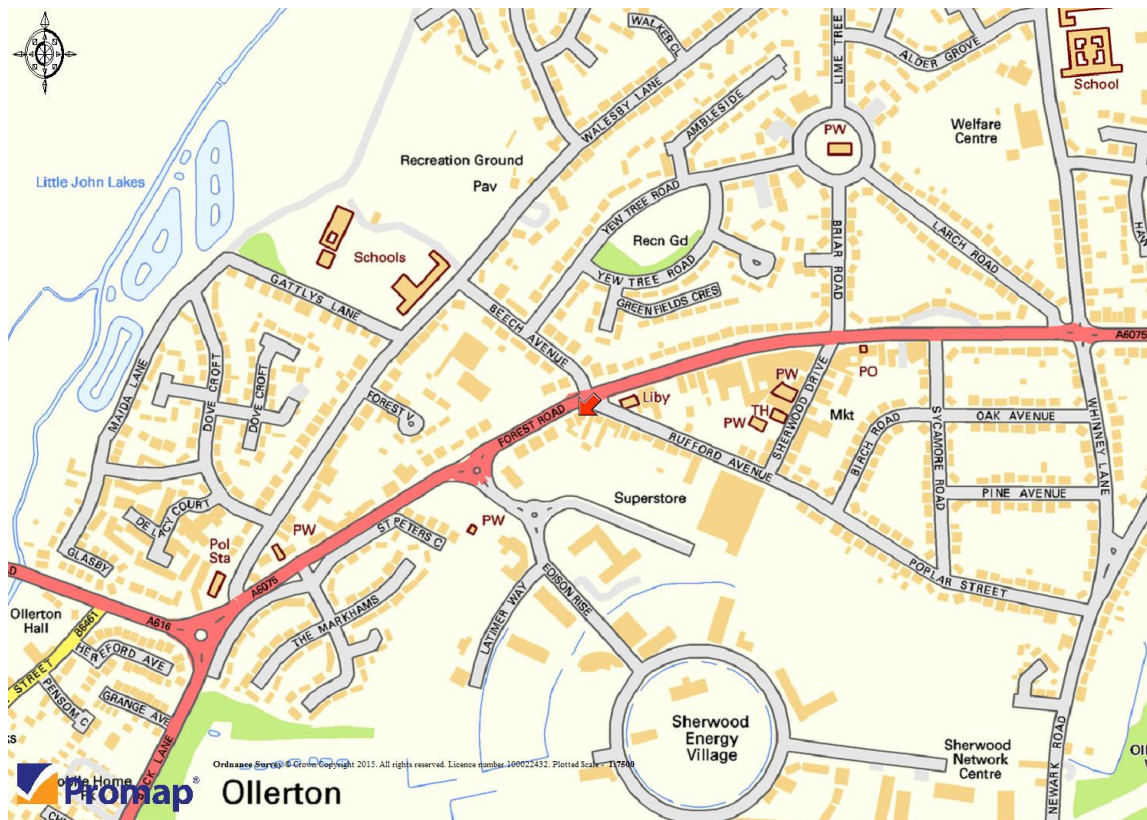 WALKER CL
LIME TREE
ALDER GROVE
School
WALESBY LANE
AMBLESIDE
PW
Welfare
Centre
Recreation Ground
Pav
Little John Lakes
YEW TREE ROAD
Recn Gd
BRIAR ROAD
LARCH ROAD
Schools
YEW TREE ROAD
GATTLYS LANE
GREENFIELDS CRES
BEECH AVENUE
A6075
MAIDA LANE
DOVE CROFT
DOVE CROFT
FOREST V
PO
PW
Liby
TH
PW
SHERWOOD DRIVE
Mkt
FOREST ROAD
RUFFORD AVENUE
BIRCH ROAD
SYCAMORE ROAD
OAK AVENUE
WHINNEY LANE
PINE AVENUE
Superstore
DE LACY COURT
ST PETERS C
PW
PW
Pol
Sta
GLASBY
A6075
POPLAR STREET
LATIMER WAY
EDISON RISE
THE MARKHAMS
Ollerton
Hall
A616
B6461
STREET
HEREFORD AVE
PENSOM C
GRANGE AVE
Sherwood
Energy
Village
Sherwood
Network
Centre
NEWARK ROAD
Ordnance Survey © Crown Copyright 2015. All rights reserved. Licence number 100022432. Plotted Scale - 1:7500
Promap®
Ollerton